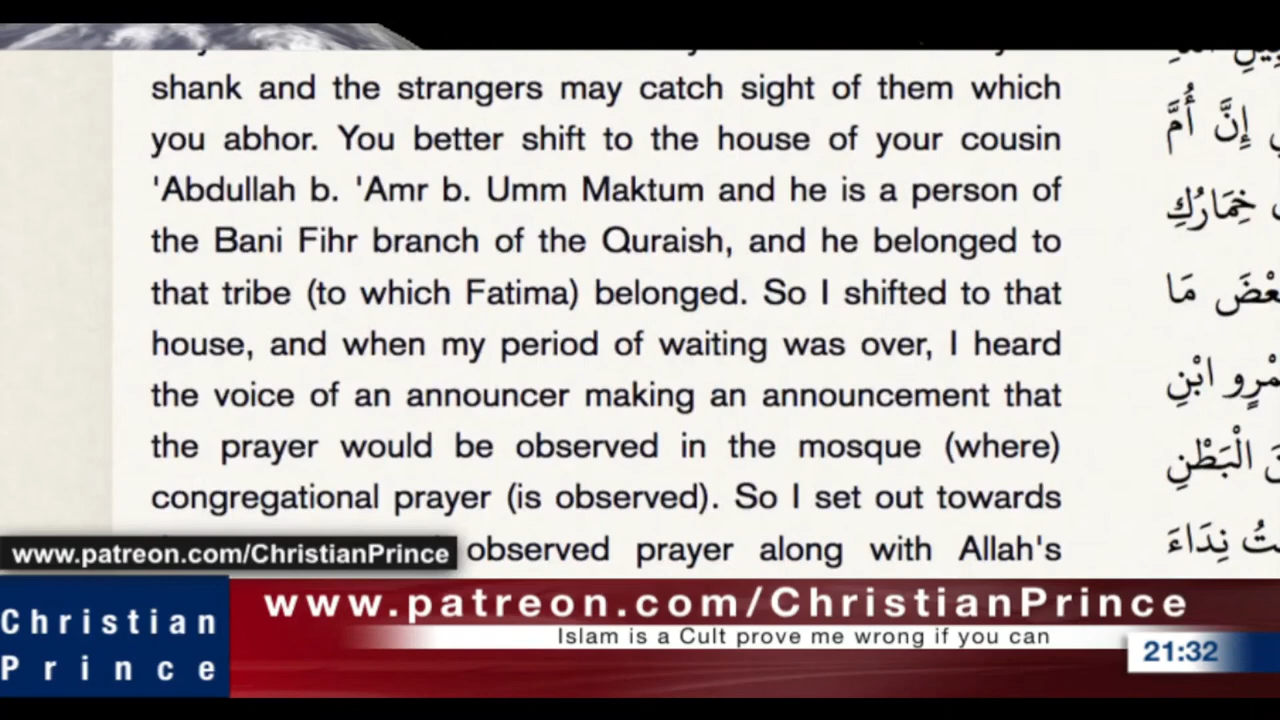 shank and the strangers may catch sight of them which
you abhor. You better shift to the house of your cousin
'Abdullah b. 'Amr b. Umm Maktum and he is a person of
the Bani Fihr branch of the Quraish, and he belonged to
that tribe (to which Fatima) belonged. So I shifted to that
house, and when my period of waiting was over, I heard
the voice of an announcer making an announcement that
the prayer would be observed in the mosque (where)
congregational prayer (is observed). So I set out towards
observed prayer along with Allah's
إِنَّ أُمَّ
خِمَارُكِ
مَا
ابْنِ
الْبَطْنِ
نِدَاءَ
www.patreon.com/ChristianPrince
www.patreon.com/ChristianPrince
Islam is a Cult prove me wrong if you can
Christian
Prince
21:32